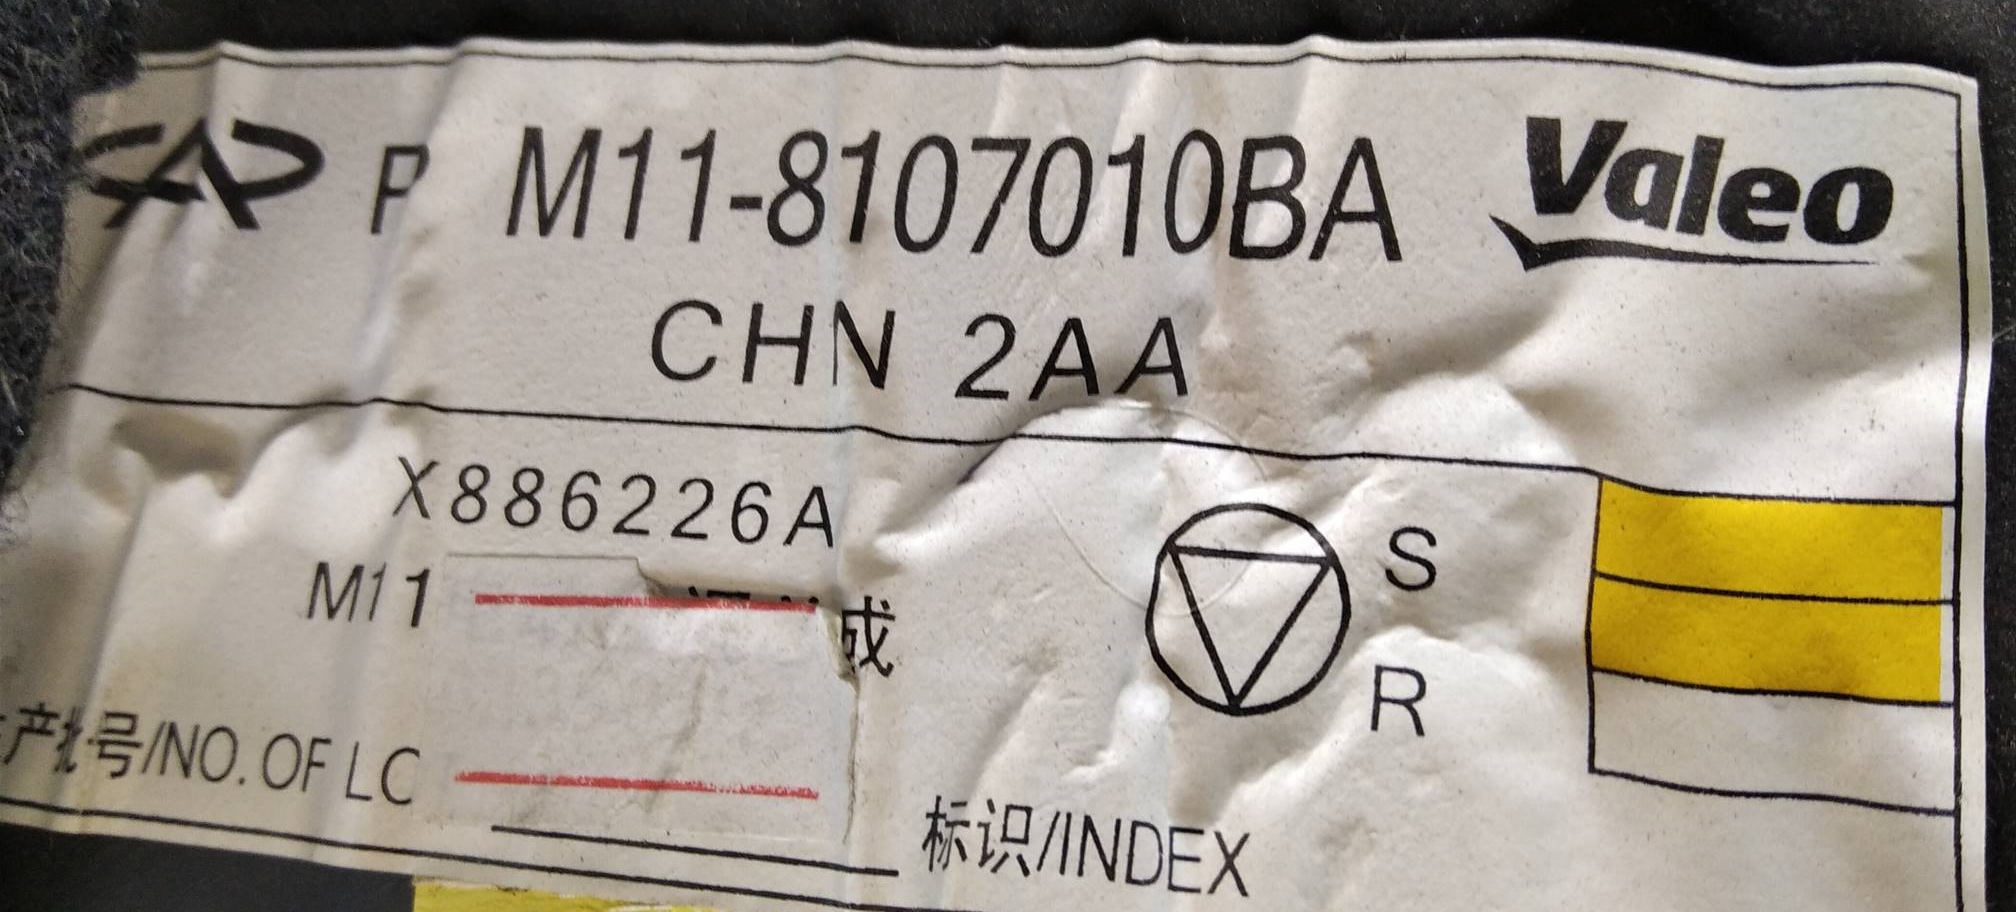 P M11-8107010BA Valeo
CHN 2AA
X886226A
M11 成
S
R
产批号/NO. OF LC
标识/INDEX